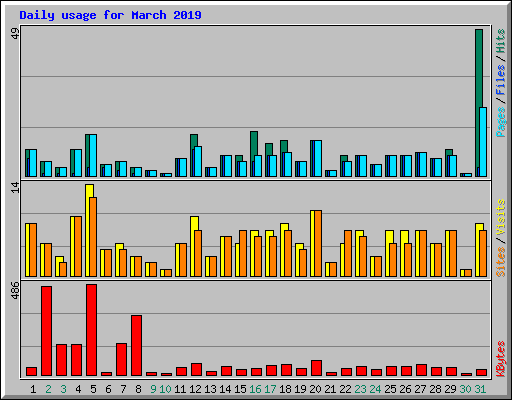 Daily usage for March 2019
49
Pages / Files / Hits
14
Sites / Visits
486
KBytes
1 2 3 4 5 6 7 8 9 10 11 12 13 14 15 16 17 18 19 20 21 22 23 24 25 26 27 28 29 30 31